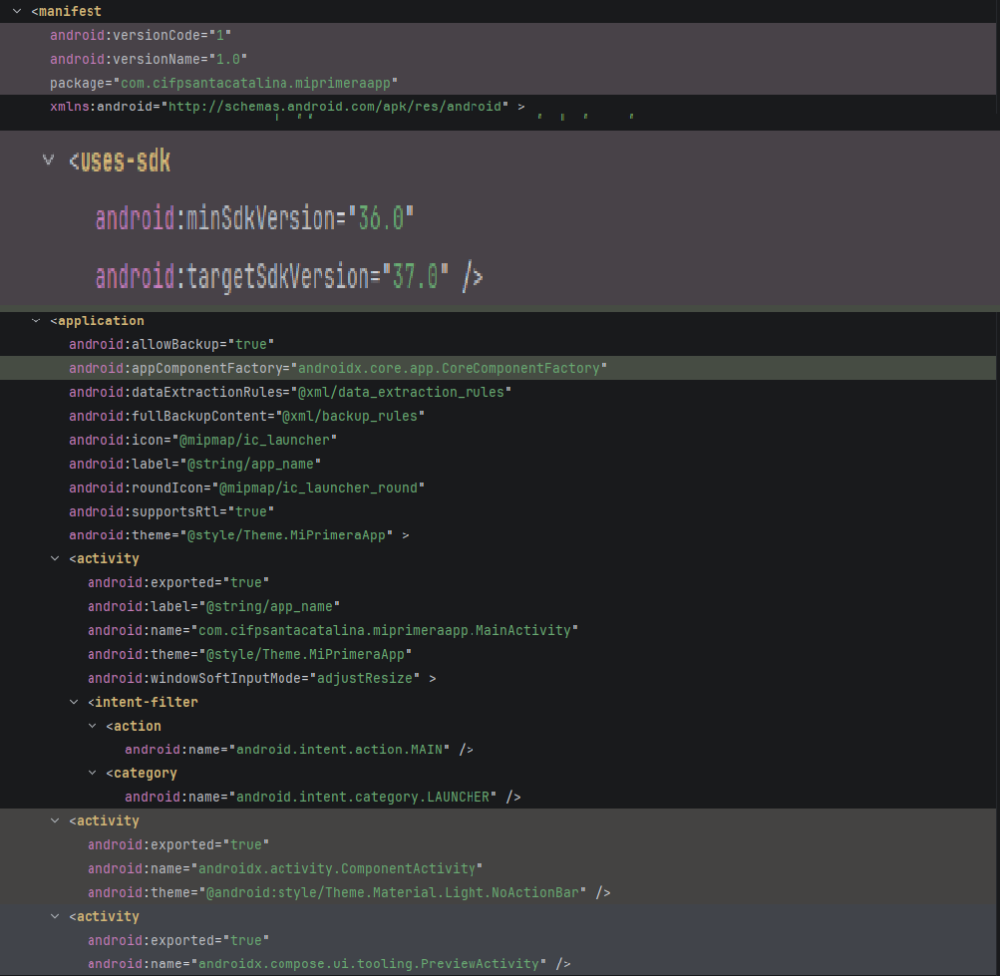 <manifest
android:versionCode="1"
android:versionName="1.0"
package="com.cifpsantacatalina.miprimeraapp"
xmlns:android="http://schemas.android.com/apk/res/android" >
<uses-sdk
android:minSdkVersion="36.0"
android:targetSdkVersion="37.0" />
<application
android:allowBackup="true"
android:appComponentFactory="androidx.core.app.CoreComponentFactory"
android:dataExtractionRules="@xml/data_extraction_rules"
android:fullBackupContent="@xml/backup_rules"
android:icon="@mipmap/ic_launcher"
android:label="@string/app_name"
android:roundIcon="@mipmap/ic_launcher_round"
android:supportsRtl="true"
android:theme="@style/Theme.MiPrimeraApp" >
<activity
android:exported="true"
android:label="@string/app_name"
android:name="com.cifpsantacatalina.miprimeraapp.MainActivity"
android:theme="@style/Theme.MiPrimeraApp"
android:windowSoftInputMode="adjustResize" >
<intent-filter
<action
android:name="android.intent.action.MAIN" />
<category
android:name="android.intent.category.LAUNCHER" />
<activity
android:exported="true"
android:name="androidx.activity.ComponentActivity"
android:theme="@android:style/Theme.Material.Light.NoActionBar" />
<activity
android:exported="true"
android:name="androidx.compose.ui.tooling.PreviewActivity" />